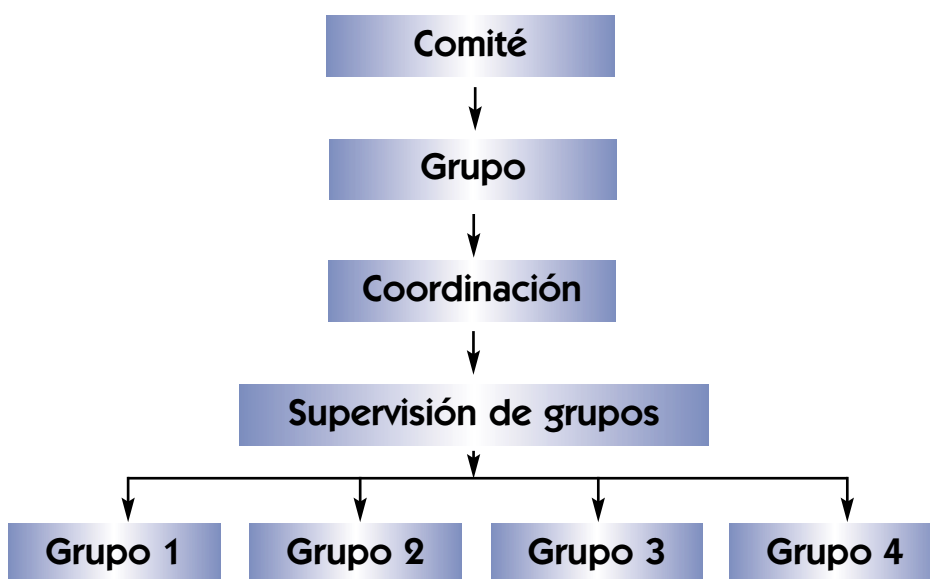 Comité
Grupo
Coordinación
Supervisión de grupos
Grupo 1
Grupo 2
Grupo 3
Grupo 4